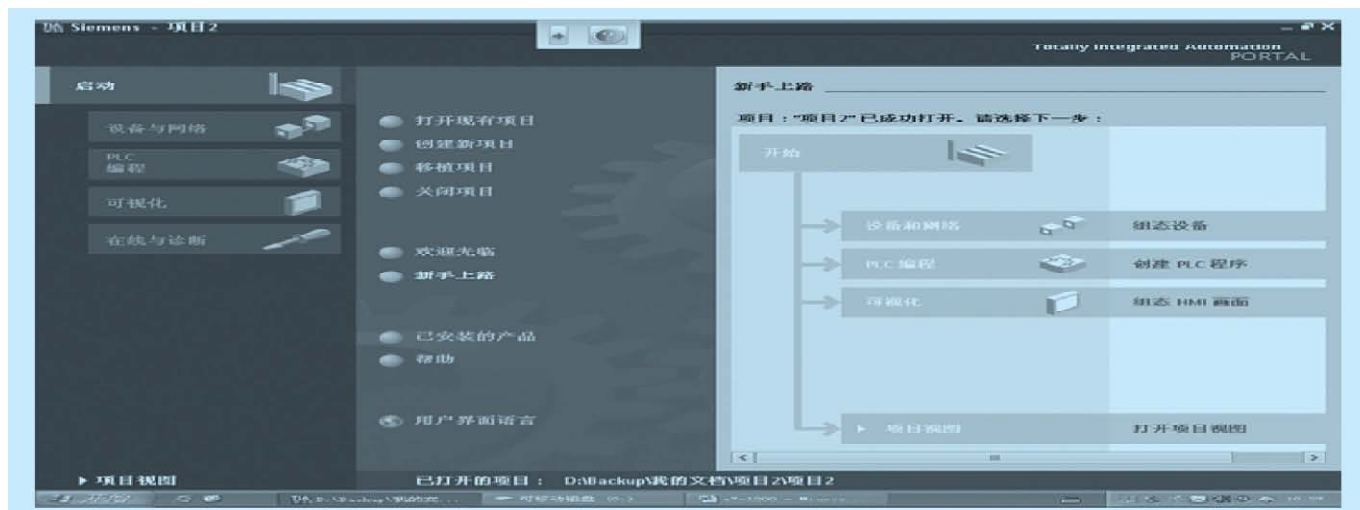 Siemens - 项目2
Totally Integrated Automation
PORTAL
启动
设备与网络
PLC
编程
可视化
在线与诊断
打开现有项目
创建新项目
移植项目
关闭项目
欢迎光临
新手上路
已安装的产品
帮助
用户界面语言
新手上路
项目："项目2"已成功打开。请选择下一步：
开始
设备和网络
组态设备
PLC 编程
创建 PLC 程序
可视化
组态 HMI 画面
项目视图
打开项目视图
项目视图
已打开的项目： D:\Backup\我的文档\项目2\项目2
开始